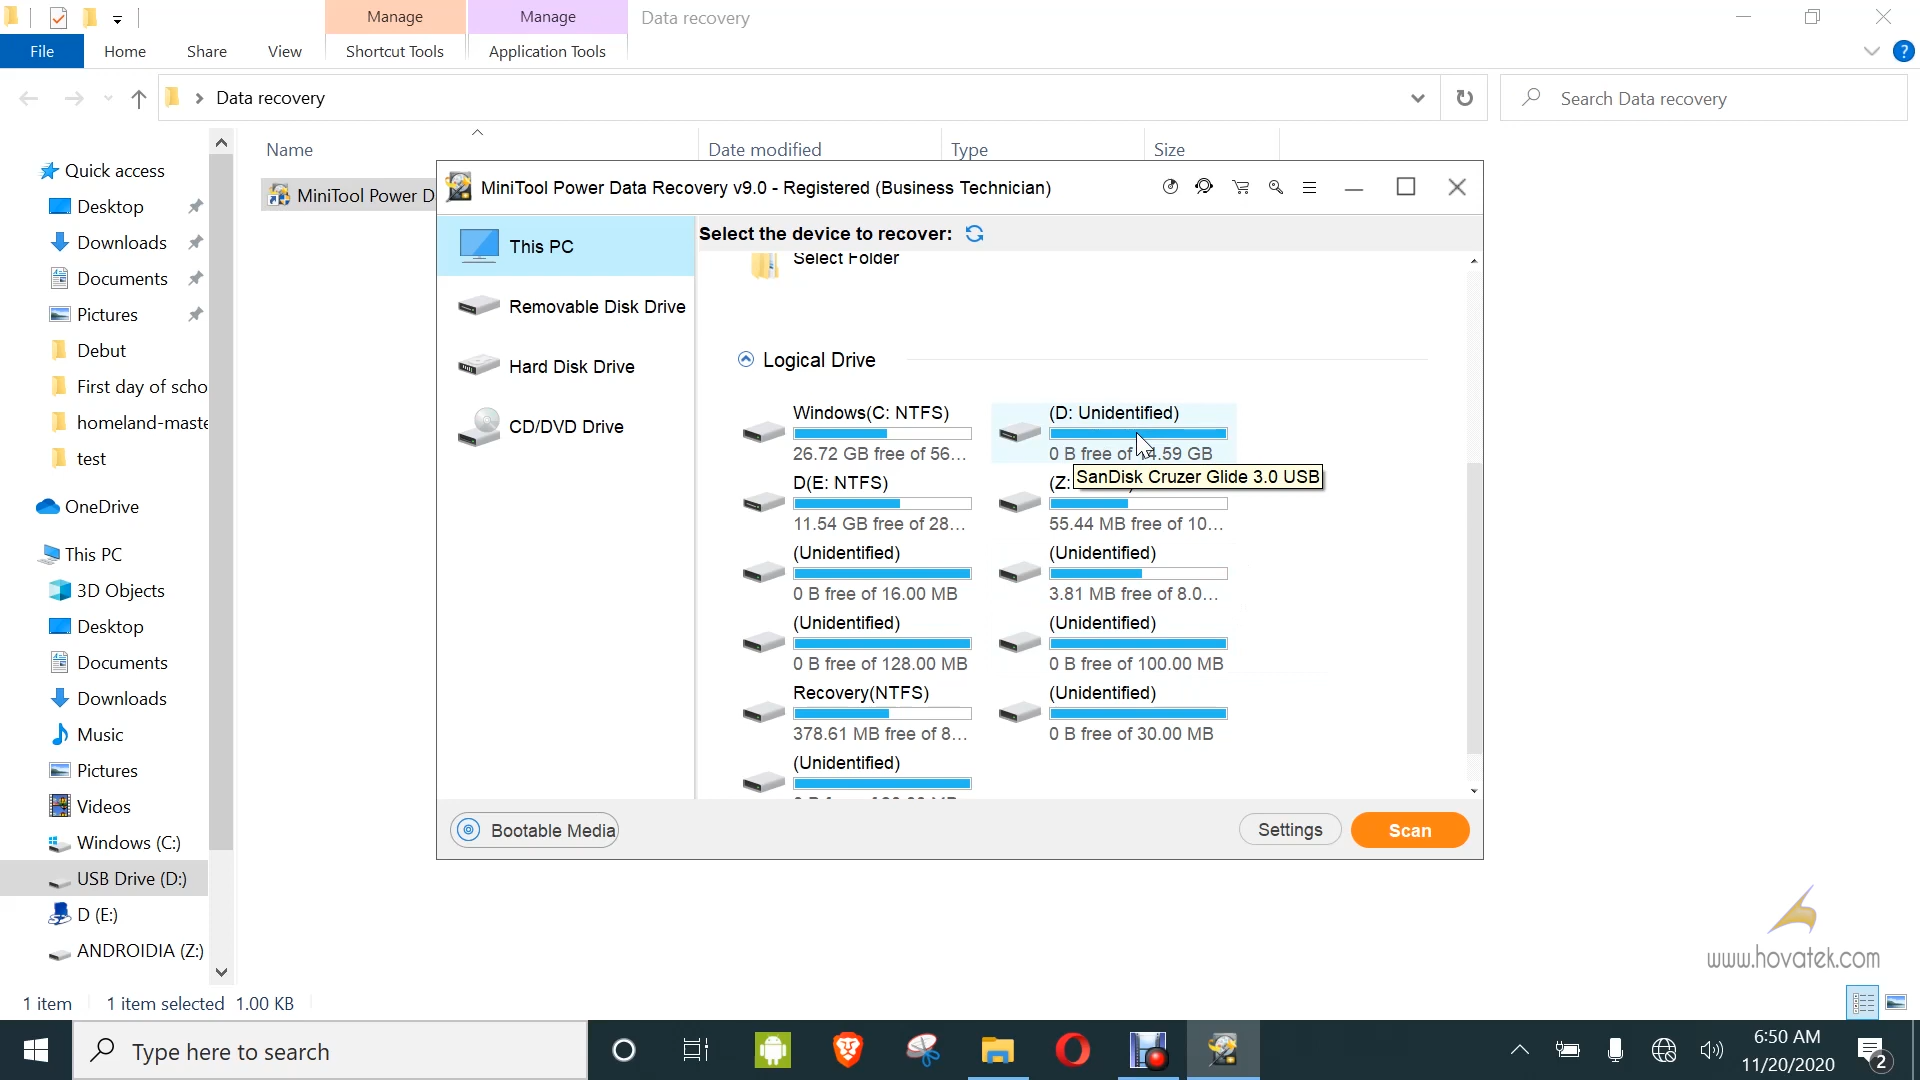 Manage
Manage
Data recovery
File
Home
Share
View
Shortcut Tools
Application Tools
?
Data recovery
Search Data recovery
Name
Date modified
Type
Size
Quick access
Desktop
Downloads
Documents
Pictures
Debut
First day of scho
homeland-maste
test
OneDrive
This PC
3D Objects
Desktop
Documents
Downloads
Music
Pictures
Videos
Windows (C:)
USB Drive (D:)
D (E:)
ANDROIDIA (Z:)
MiniTool Power D
MiniTool Power Data Recovery v9.0 - Registered (Business Technician)
This PC
Removable Disk Drive
Hard Disk Drive
CD/DVD Drive
Select the device to recover:
Select Folder
Logical Drive
Windows(C: NTFS)
26.72 GB free of 56...
(D: Unidentified)
0 B free of 4.59 GB
SanDisk Cruzer Glide 3.0 USB
D(E: NTFS)
11.54 GB free of 28...
(Z:
55.44 MB free of 10...
(Unidentified)
0 B free of 16.00 MB
(Unidentified)
3.81 MB free of 8.0...
(Unidentified)
0 B free of 128.00 MB
(Unidentified)
0 B free of 100.00 MB
Recovery(NTFS)
378.61 MB free of 8...
(Unidentified)
0 B free of 30.00 MB
(Unidentified)
Bootable Media
Settings
Scan
www.hovatek.com
1 item
1 item selected 1.00 KB
Type here to search
6:50 AM
11/20/2020
2